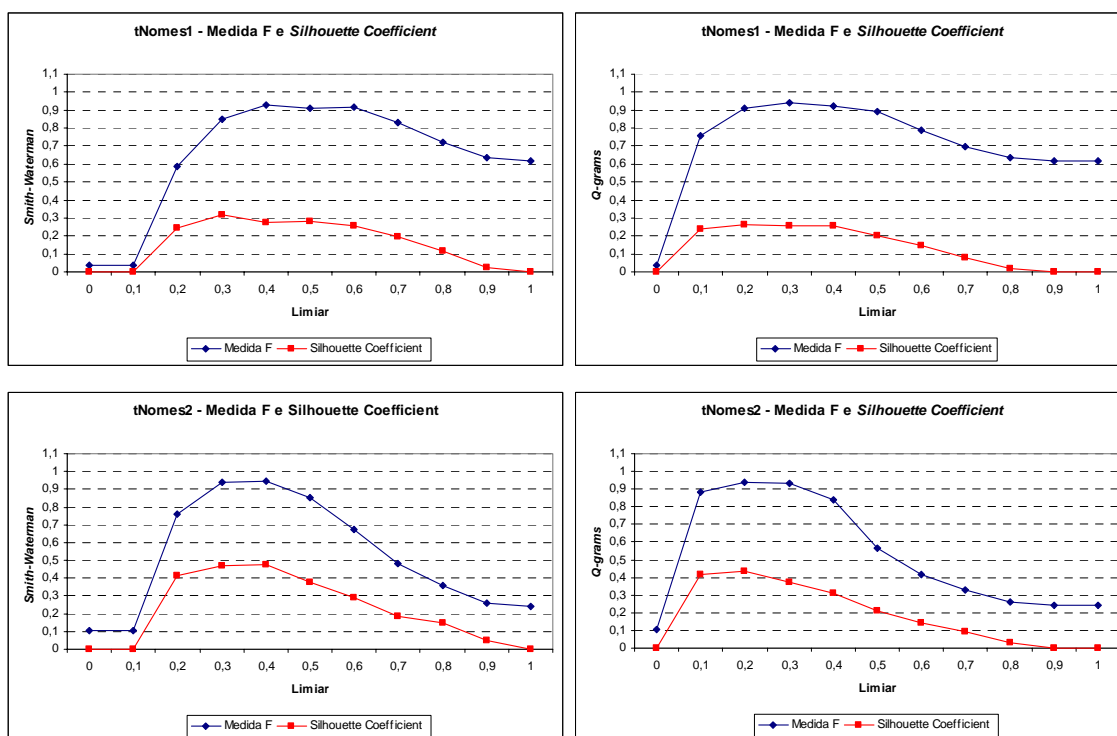 tNomes1 - Medida F e Silhouette Coefficient
1,1
1
0,9
0,8
0,7
0,6
0,5
0,4
0,3
0,2
0,1
0
Smith-Waterman
0 0,1 0,2 0,3 0,4 0,5 0,6 0,7 0,8 0,9 1
Limiar
Medida F Silhouette Coefficient
tNomes1 - Medida F e Silhouette Coefficient
1,1
1
0,9
0,8
0,7
0,6
0,5
0,4
0,3
0,2
0,1
0
Q-grams
0 0,1 0,2 0,3 0,4 0,5 0,6 0,7 0,8 0,9 1
Limiar
Medida F Silhouette Coefficient
tNomes2 - Medida F e Silhouette Coefficient
1,1
1
0,9
0,8
0,7
0,6
0,5
0,4
0,3
0,2
0,1
0
Smith-Waterman
0 0,1 0,2 0,3 0,4 0,5 0,6 0,7 0,8 0,9 1
Limiar
Medida F Silhouette Coefficient
tNomes2 - Medida F e Silhouette Coefficient
1,1
1
0,9
0,8
0,7
0,6
0,5
0,4
0,3
0,2
0,1
0
Q-grams
0 0,1 0,2 0,3 0,4 0,5 0,6 0,7 0,8 0,9 1
Limiar
Medida F Silhouette Coefficient